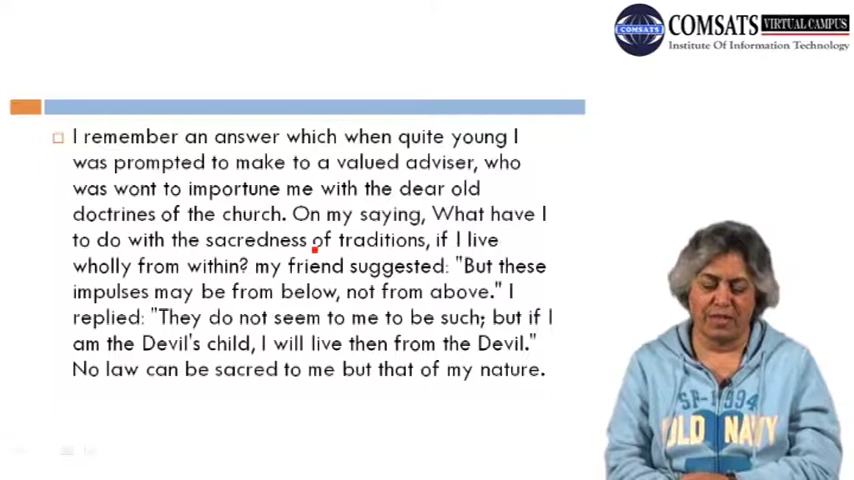 COMSATS VIRTUAL CAMPUS
COMSATS
Institute Of Information Technology
I remember an answer which when quite young I
was prompted to make to a valued adviser, who
was wont to importune me with the dear old
doctrines of the church. On my saying, What have I
to do with the sacredness of traditions, if I live
wholly from within? my friend suggested: "But these
impulses may be from below, not from above." I
replied: "They do not seem to me to be such; but if I
am the Devil's child, I will live then from the Devil."
No law can be sacred to me but that of my nature.
SF-1994
OLD NAVY